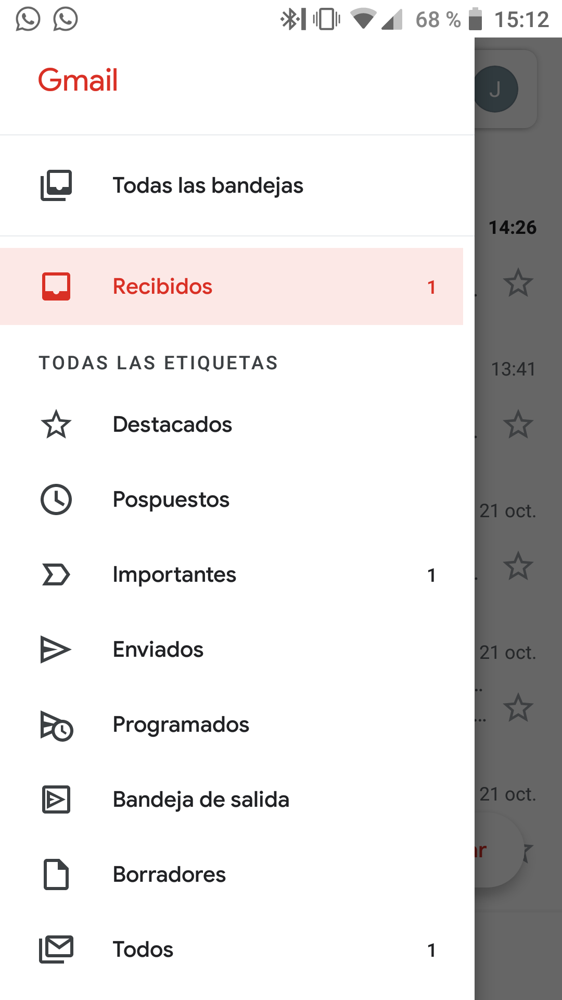 68 % 15:12
Gmail
J
Todas las bandejas
14:26
Recibidos 1
TODAS LAS ETIQUETAS
13:41
Destacados
Pospuestos
21 oct.
Importantes 1
Enviados
21 oct.
Programados
Bandeja de salida
21 oct.
ar
Borradores
Todos 1